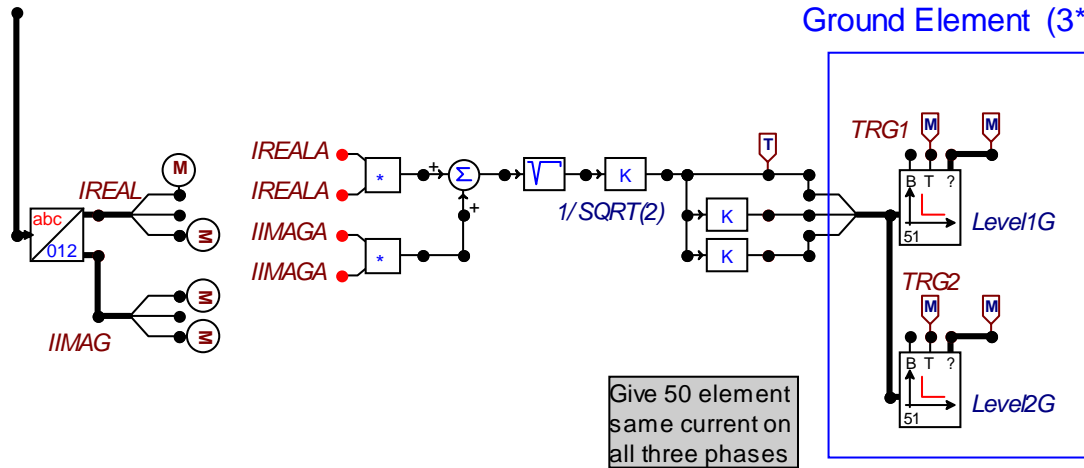 Ground Element (3*
TRG1
M
M
B T ?
51
Level1G
T
IREALA
IREALA
*
+
Σ
+
√
K
1/SQRT(2)
K
K
IIMAGA
IIMAGA
*
M
IREAL
M
abc
012
M
M
IIMAG
TRG2
M
M
B T ?
51
Level2G
Give 50 element
same current on
all three phases